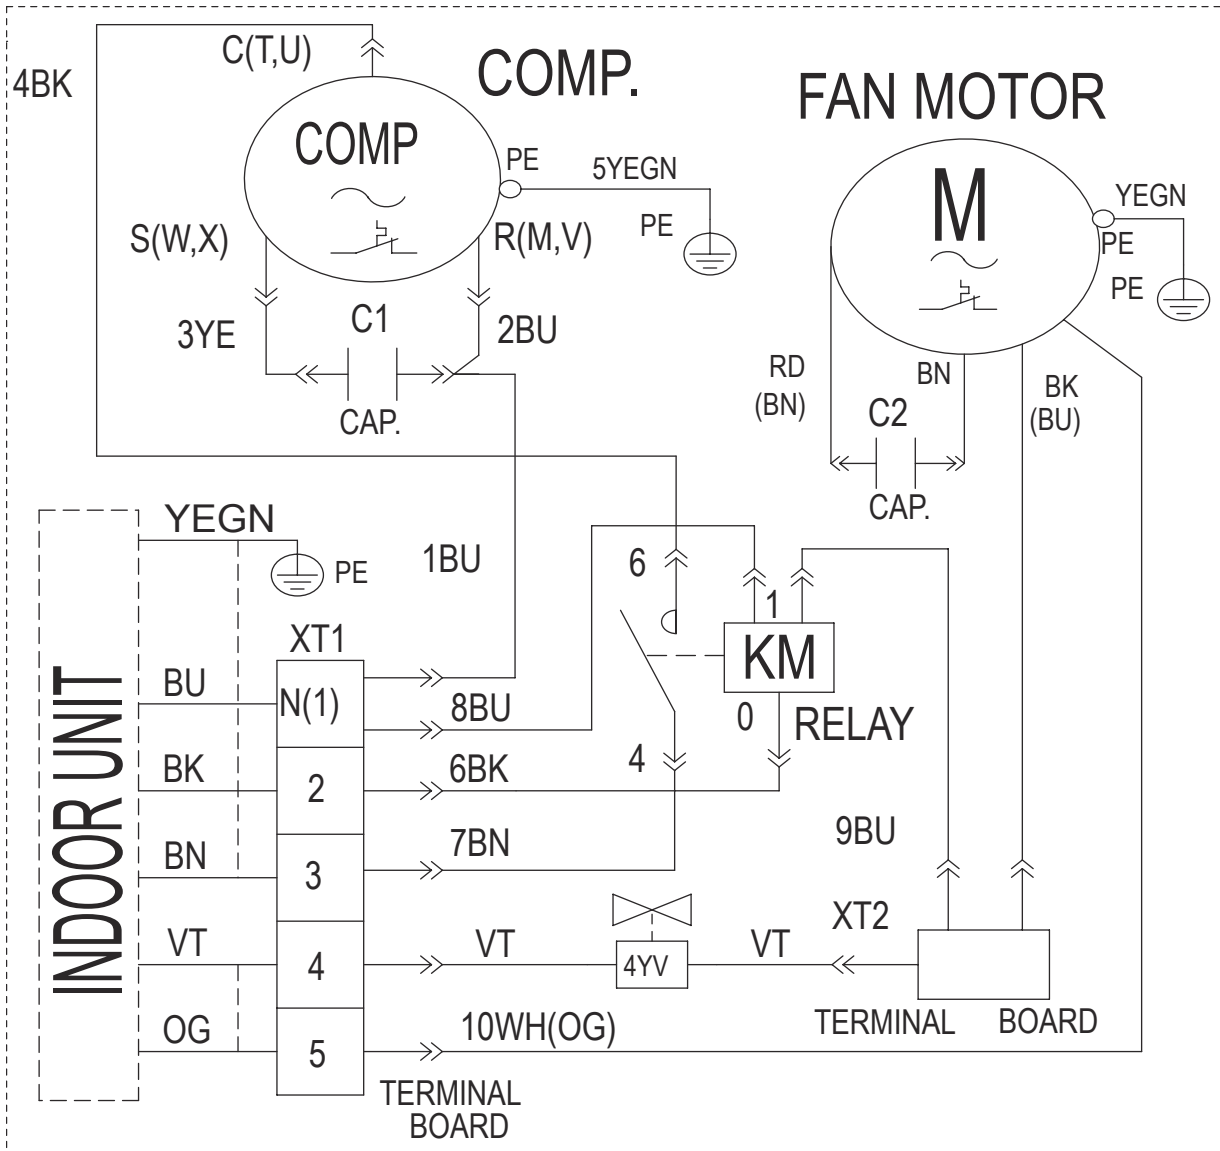 C(T,U)
COMP.
4BK
FAN MOTOR
COMP
PE
5YEGN
M
YEGN
S(W,X)
R(M,V)
PE
PE
PE
C1
3YE
2BU
RD
(BN)
BN
BK
(BU)
CAP.
C2
CAP.
YEGN
PE
1BU
6
1
XT1
KM
BU
N(1)
8BU
0
RELAY
INDOOR UNIT
BK
2
6BK
4
BN
3
7BN
9BU
VT
4
VT
4YV
VT
XT2
OG
5
10WH(OG)
TERMINAL BOARD
TERMINAL
BOARD